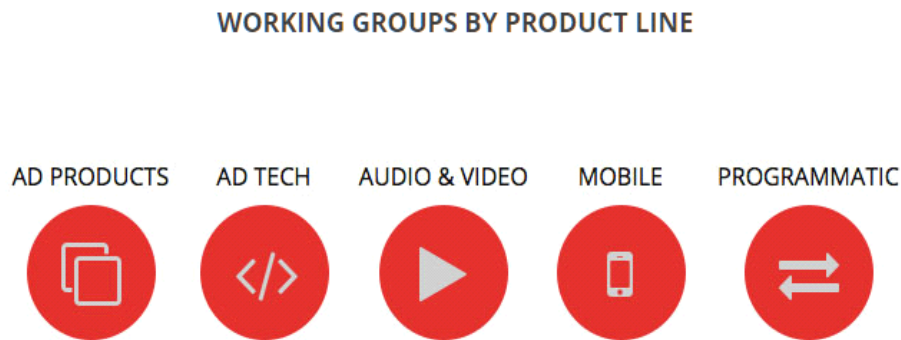 WORKING GROUPS BY PRODUCT LINE
AD PRODUCTS
AD TECH
AUDIO & VIDEO
MOBILE
PROGRAMMATIC